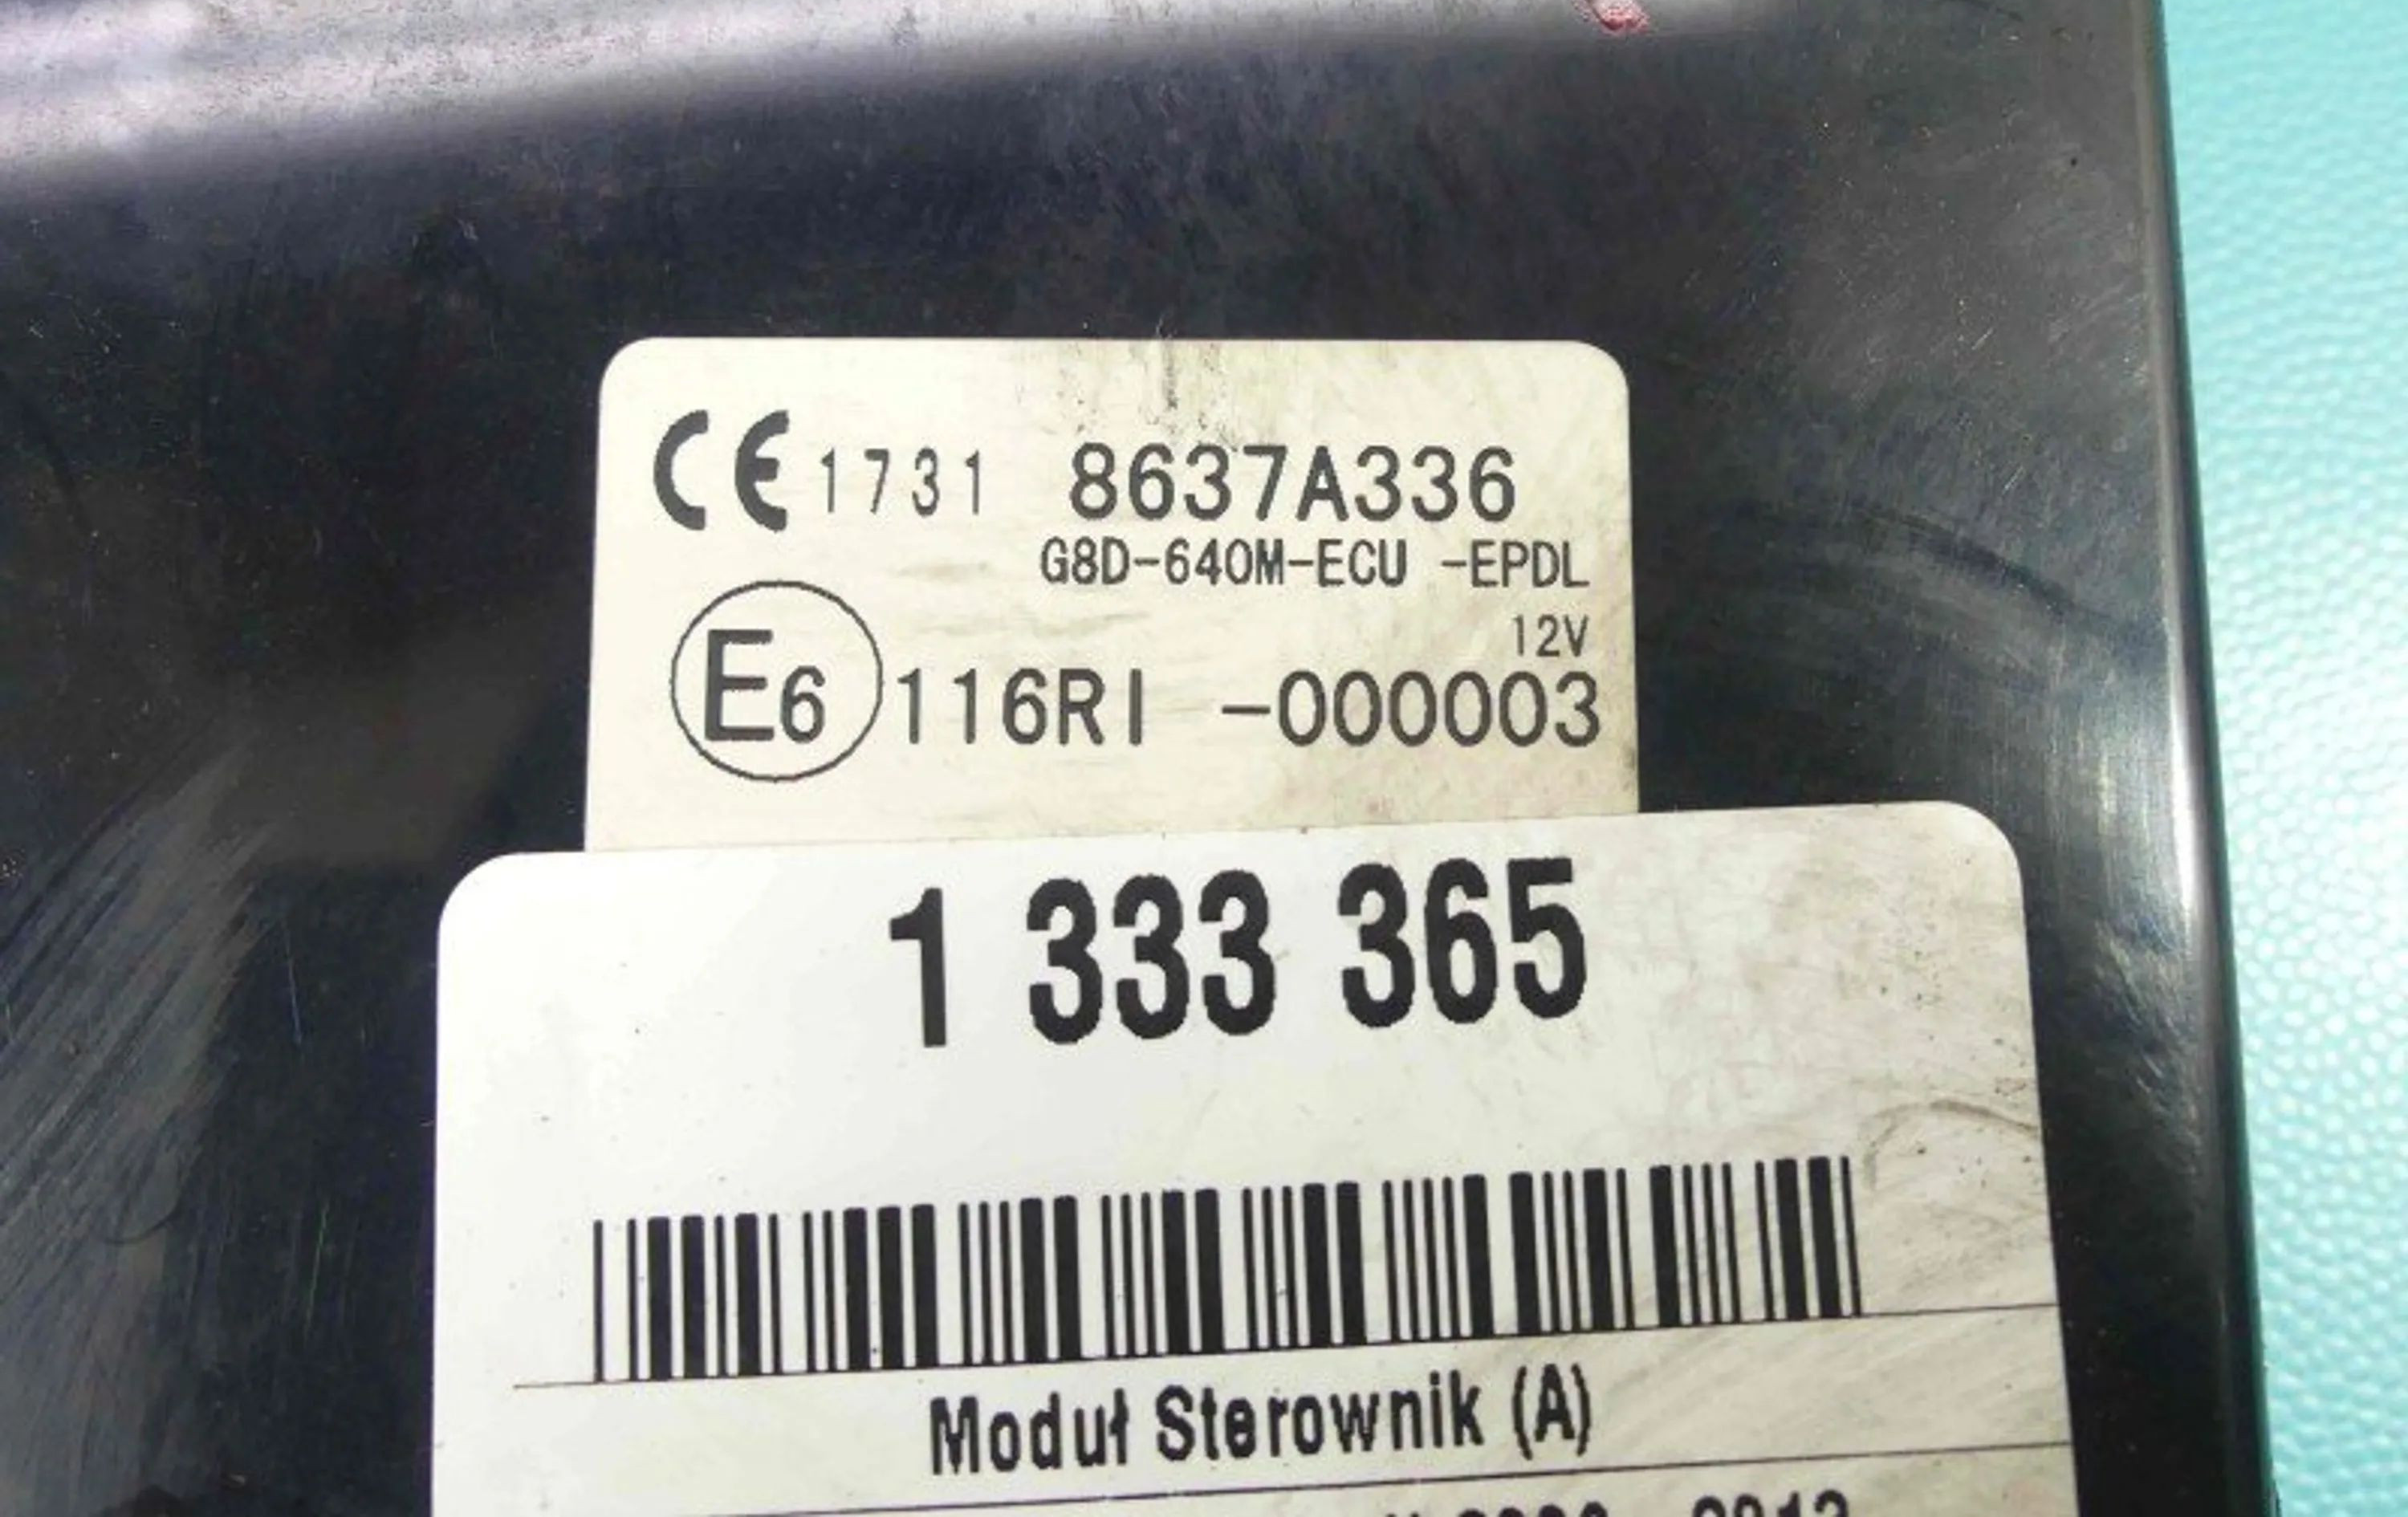 CE 1731 8637A336
G8D-640M-ECU -EPDL
12V
E6 116RI -000003
1 333 365
Moduł Sterownik (A)